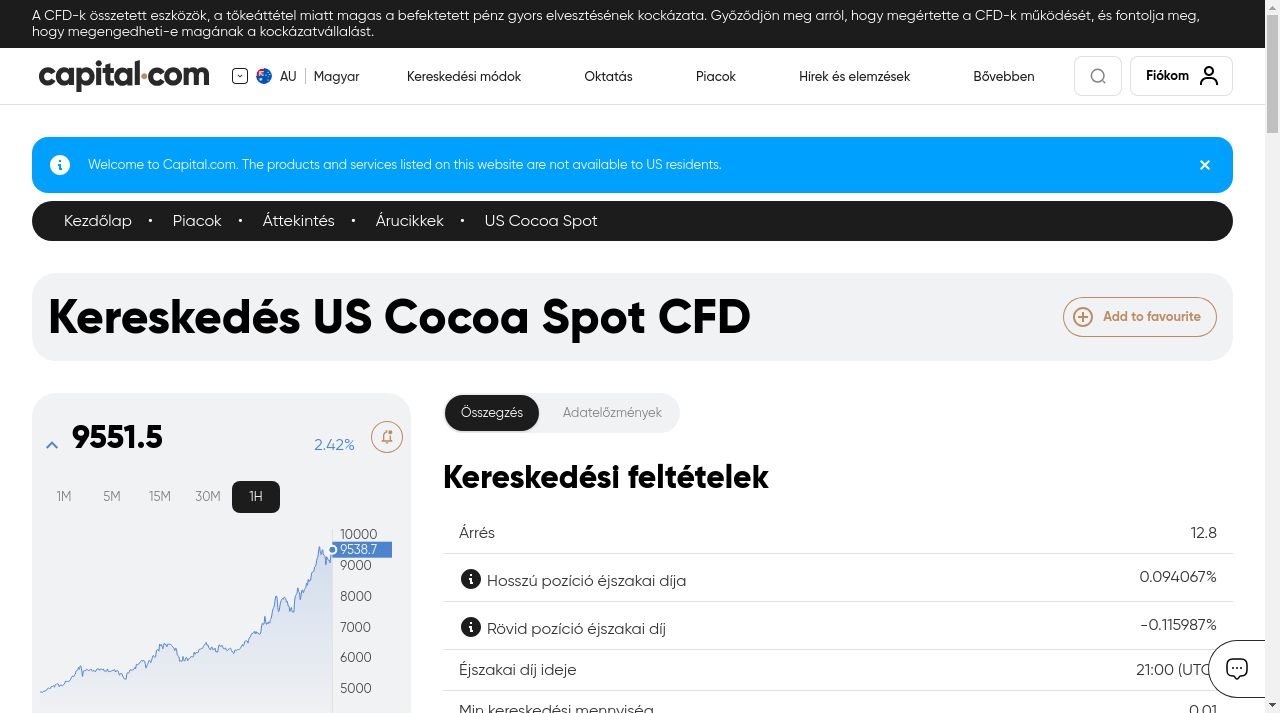 A CFD-k összetett eszközök, a tőkeáttétel miatt magas a befektetett pénz gyors elvesztésének kockázata. Győződjön meg arról, hogy megértette a CFD-k működését, és fontolja meg,
hogy megengedheti-e magának a kockázatvállalást.
capital.com AU Magyar Kereskedési módok Oktatás Piacok Hírek és elemzések Bővebben Fiókom
Welcome to Capital.com. The products and services listed on this website are not available to US residents.
Kezdőlap • Piacok • Áttekintés • Árucikkek • US Cocoa Spot
Kereskedés US Cocoa Spot CFD
Add to favourite
9551.5
2.42%
1M 5M 15M 30M 1H
10000
9538.7
9000
8000
7000
6000
5000
Összegzés Adatelőzmények
Kereskedési feltételek
Árrés 12.8
Hosszú pozíció éjszakai díja 0.094067%
Rövid pozíció éjszakai díj -0.115987%
Éjszakai díj ideje 21:00 (UTC
Min kereskedési mennyiség 0.01